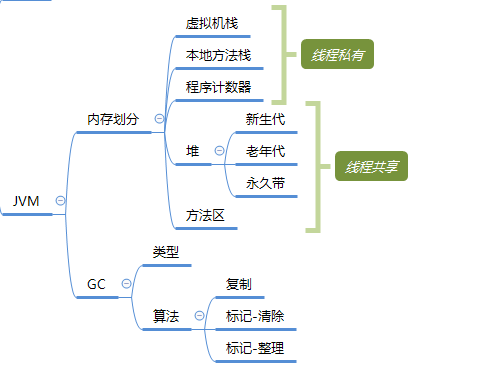 虚拟机栈
本地方法栈
程序计数器
线程私有
内存划分
堆
新生代
老年代
永久带
线程共享
方法区
JVM
GC
类型
算法
复制
标记-清除
标记-整理